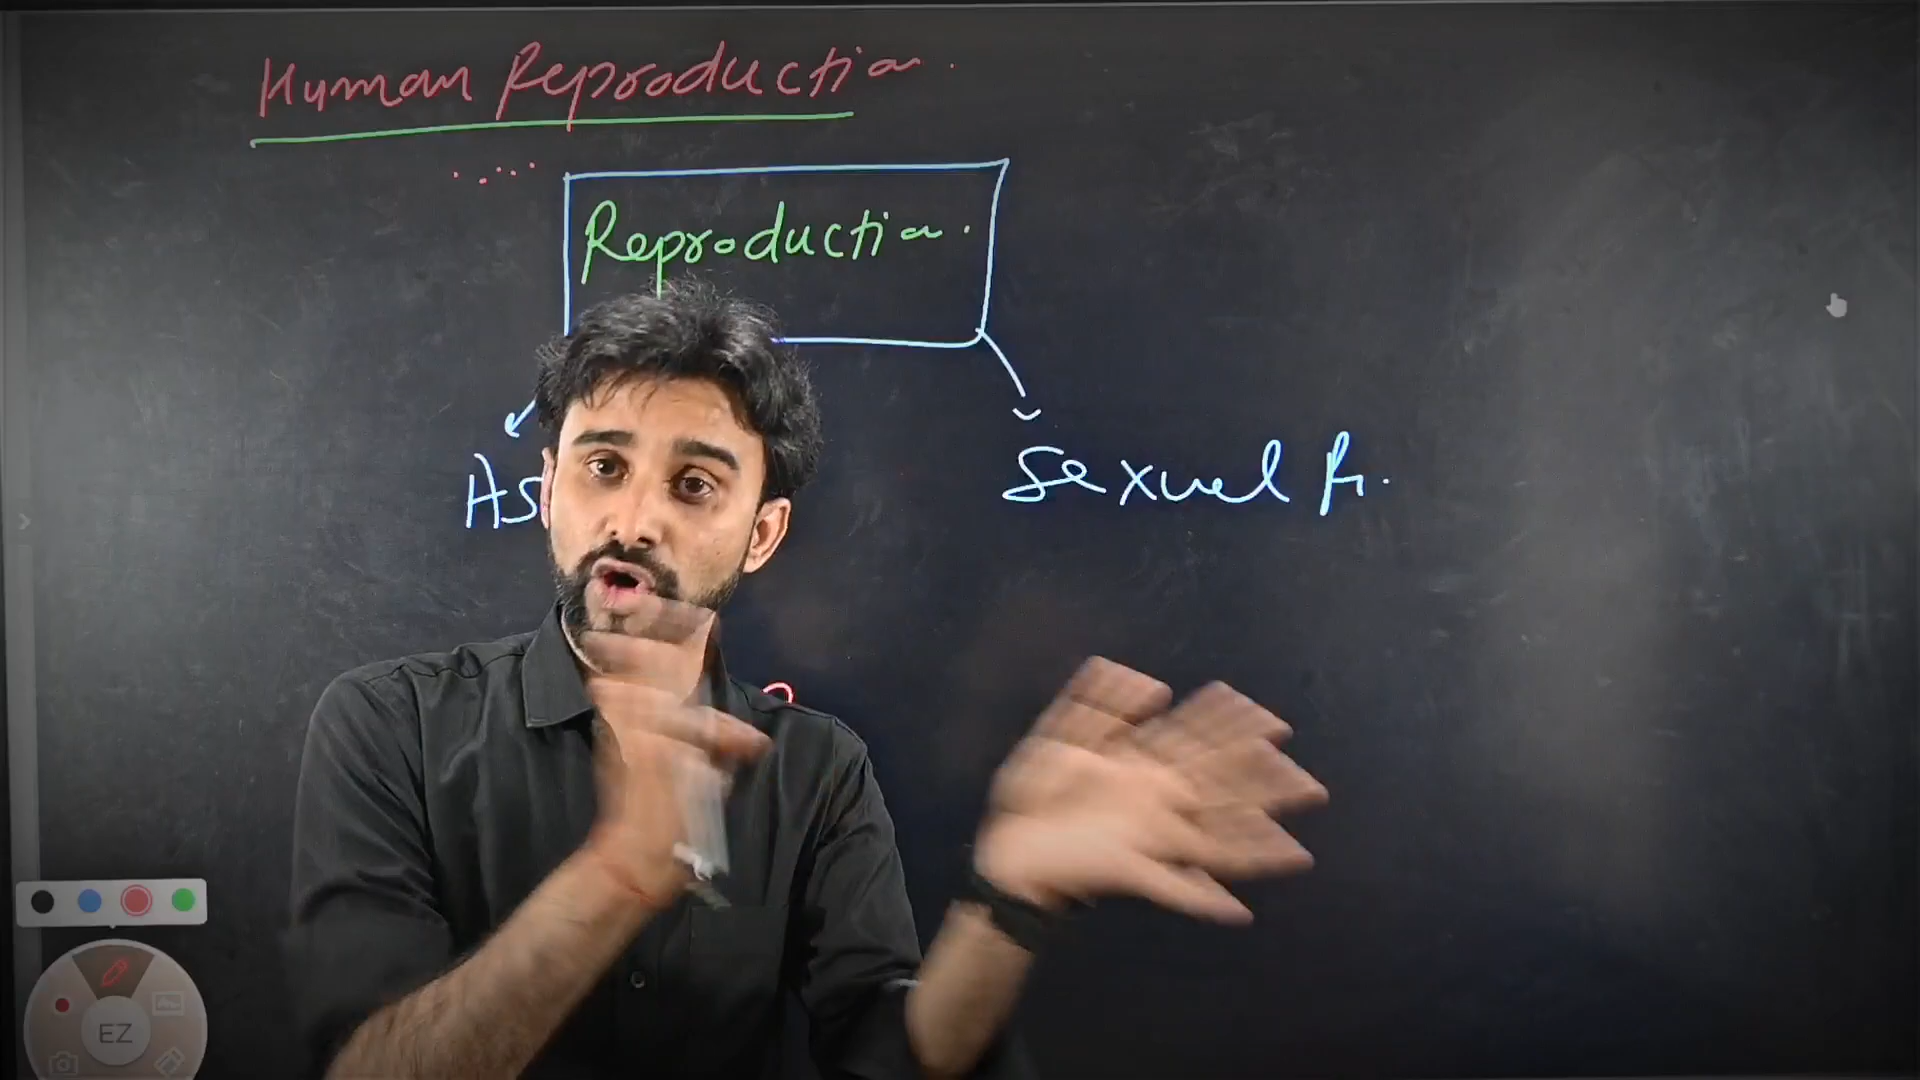 Human Reproduction.
Reproduction.
As
Sexual R.
EZ